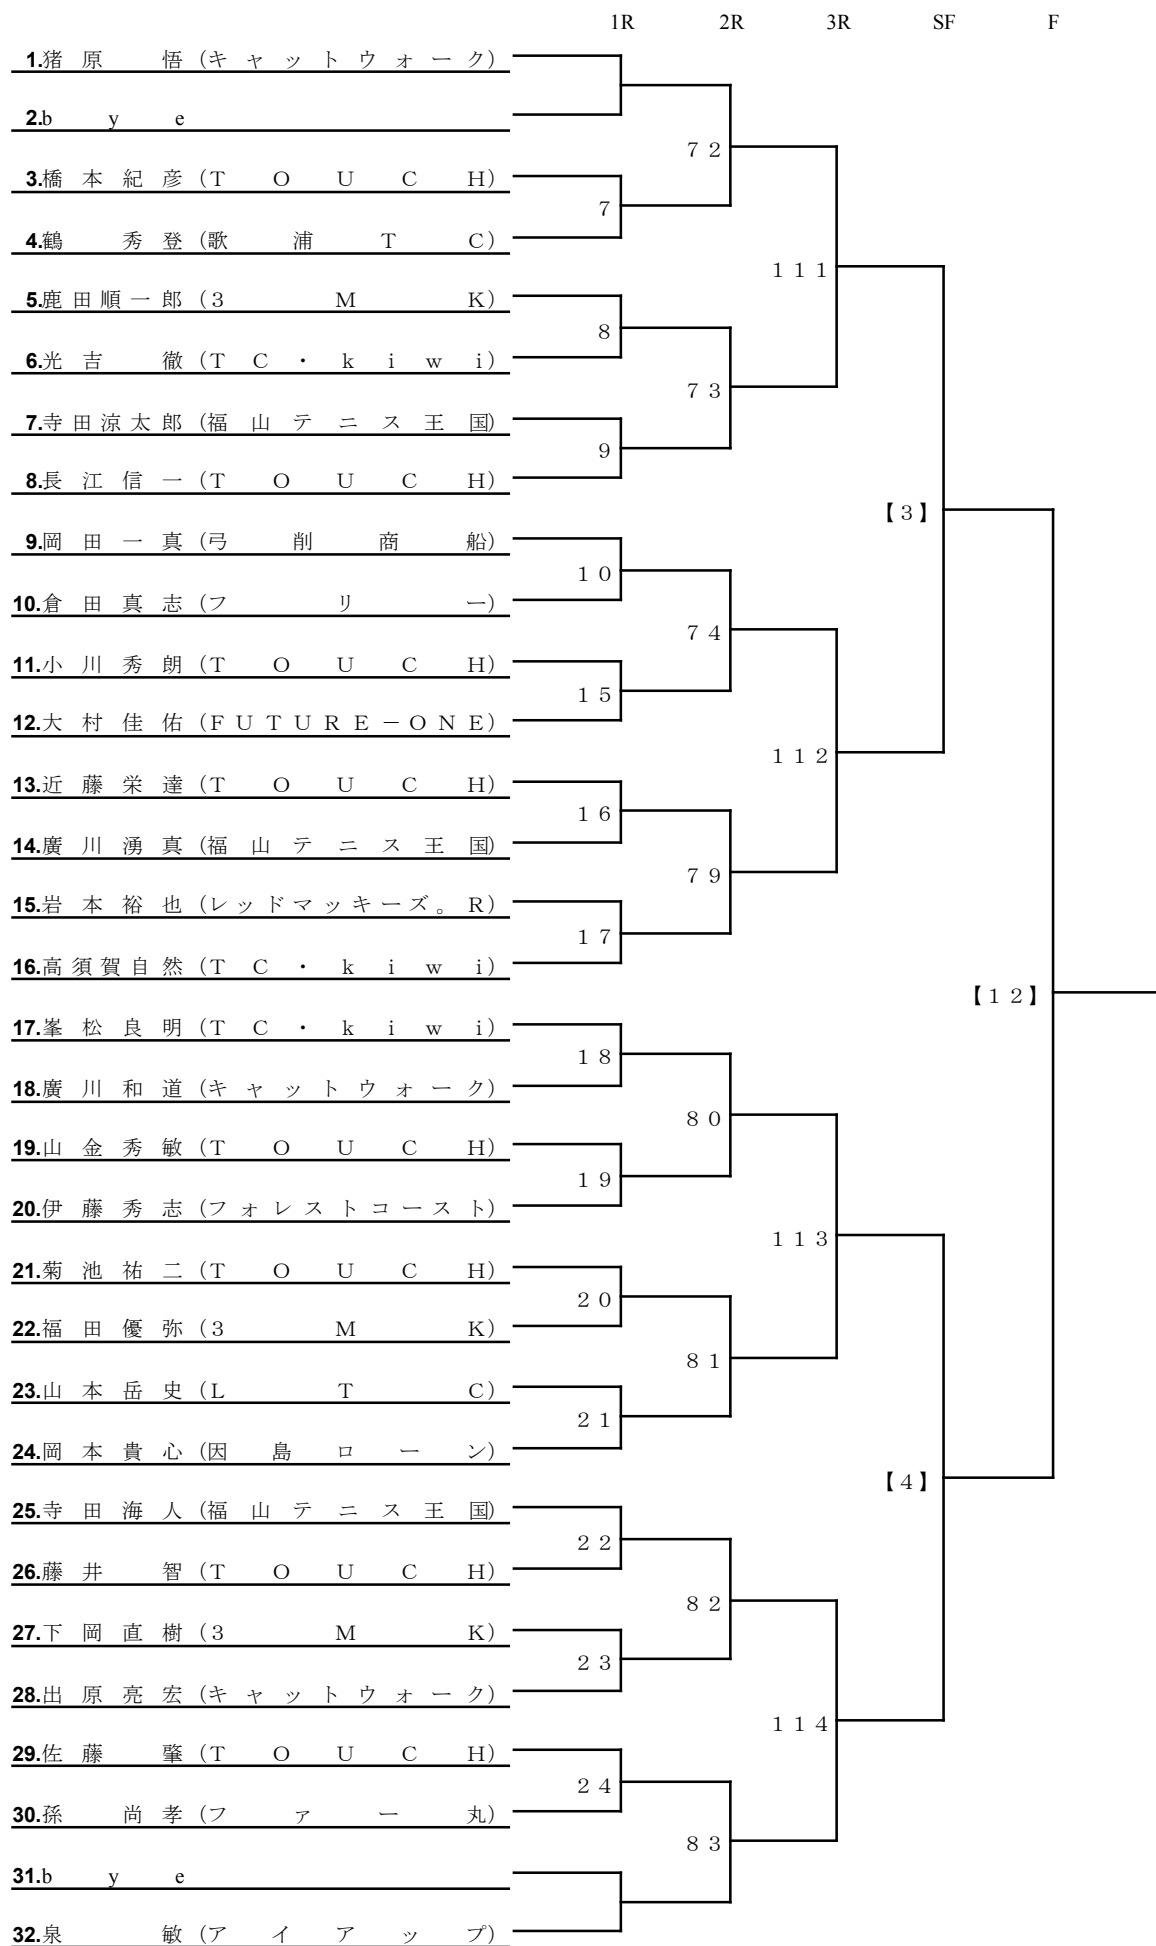 1R 2R 3R SF F
1.猪原 悟(キャットウォーク)
2.bye
72
3.橋本紀彦(TOUCH)
7
4.鶴 秀登(歌浦TC)
111
5.鹿田順一郎(3MK)
8
6.光吉 徹(TC・kiwi)
73
7.寺田涼太郎(福山テニス王国)
9
8.長江信一(TOUCH)
【3】
9.岡田一真(弓削商船)
10
10.倉田真志(フリー)
74
11.小川秀朗(TOUCH)
15
12.大村佳佑(FUTURE-ONE)
112
13.近藤栄達(TOUCH)
16
14.廣川湧真(福山テニス王国)
79
15.岩本裕也(レッドマッキーズ。R)
17
16.高須賀自然(TC・kiwi)
【12】
17.峯松良明(TC・kiwi)
18
18.廣川和道(キャットウォーク)
80
19.山金秀敏(TOUCH)
19
20.伊藤秀志(フォレストコースト)
113
21.菊池祐二(TOUCH)
20
22.福田優弥(3MK)
81
23.山本岳史(LTC)
21
24.岡本貴心(因島ローン)
【4】
25.寺田海人(福山テニス王国)
22
26.藤井 智(TOUCH)
82
27.下岡直樹(3MK)
23
28.出原亮宏(キャットウォーク)
114
29.佐藤 肇(TOUCH)
24
30.孫 尚孝(ファー丸)
83
31.bye
32.泉 敏(アイアップ)